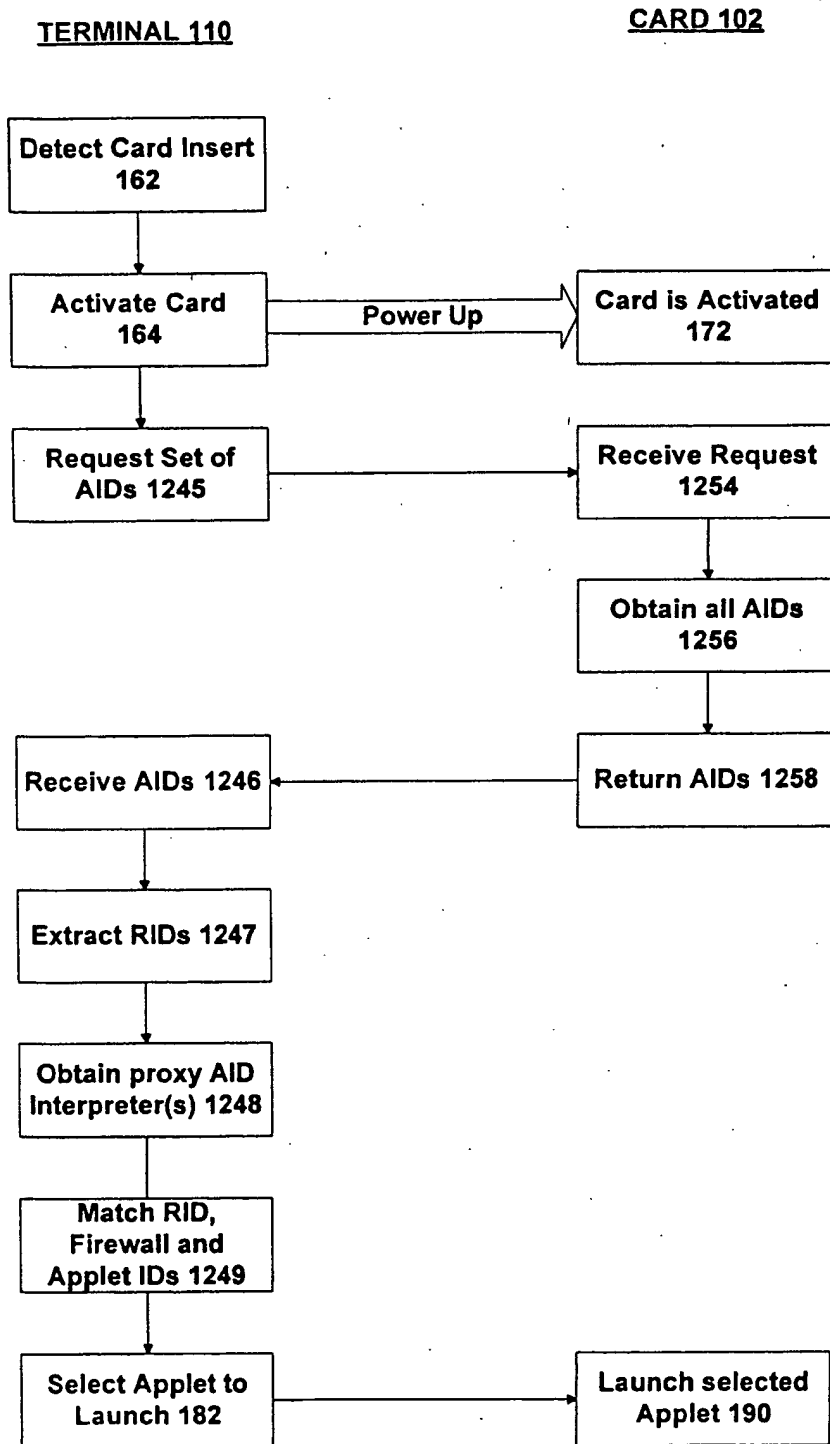 TERMINAL 110
CARD 102
Detect Card Insert
162
Activate Card
164
Power Up
Card is Activated
172
Request Set of
AIDs 1245
Receive Request
1254
Obtain all AIDs
1256
Receive AIDs 1246
Return AIDs 1258
Extract RIDs 1247
Obtain proxy AID
Interpreter(s) 1248
Match RID,
Firewall and
Applet IDs 1249
Select Applet to
Launch 182
Launch selected
Applet 190